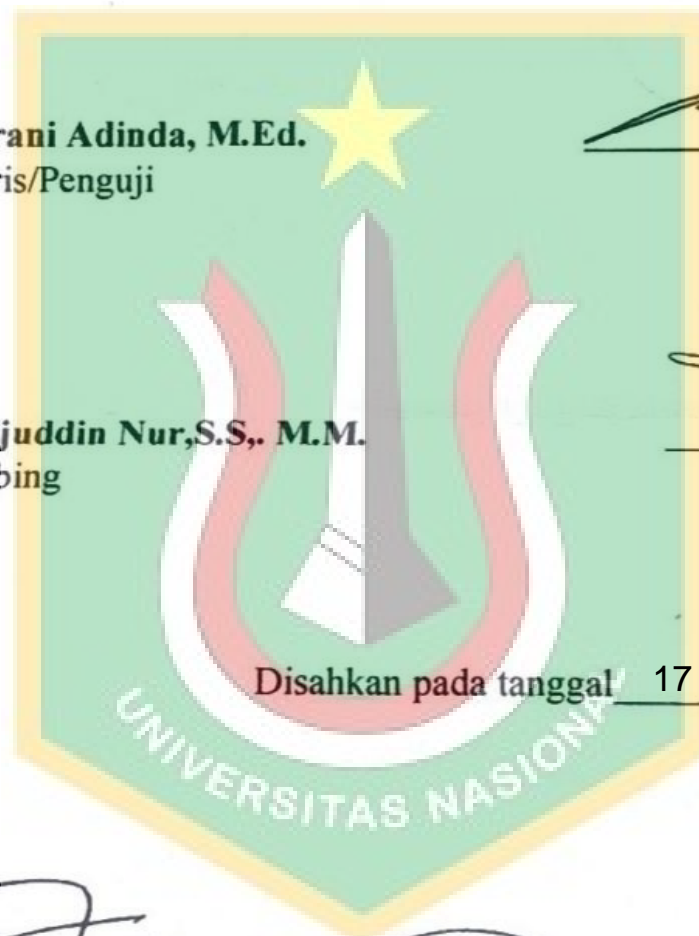 rani Adinda, M.Ed.
ris/Penguji
juddin Nur,S.S,. M.M.
bing
Disahkan pada tanggal 17
UNIVERSITAS NASIONAL